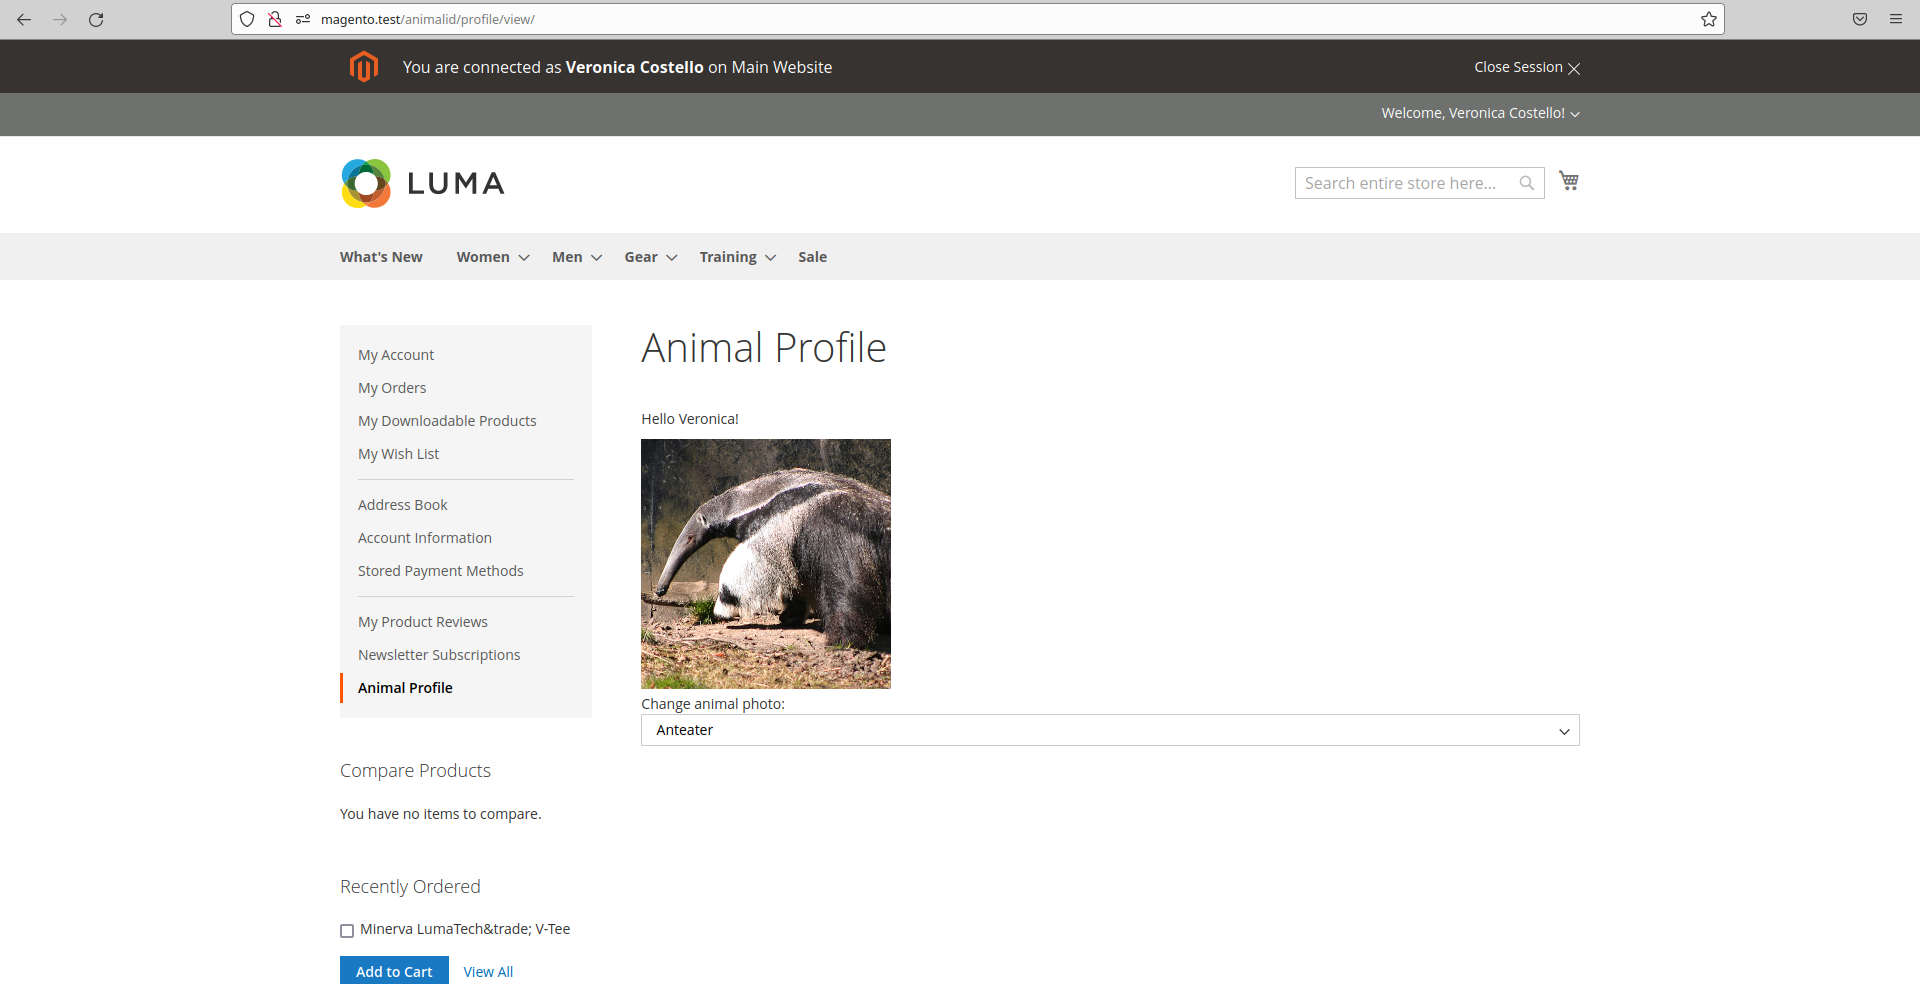 magento.test/animalid/profile/view/
You are connected as Veronica Costello on Main Website
Close Session
Welcome, Veronica Costello!
LUMA
Search entire store here...
What's New Women Men Gear Training Sale
My Account
My Orders
My Downloadable Products
My Wish List
Address Book
Account Information
Stored Payment Methods
My Product Reviews
Newsletter Subscriptions
Animal Profile
Compare Products
You have no items to compare.
Recently Ordered
Minerva LumaTech&trade; V-Tee
Add to Cart View All
Animal Profile
Hello Veronica!
Change animal photo:
Anteater